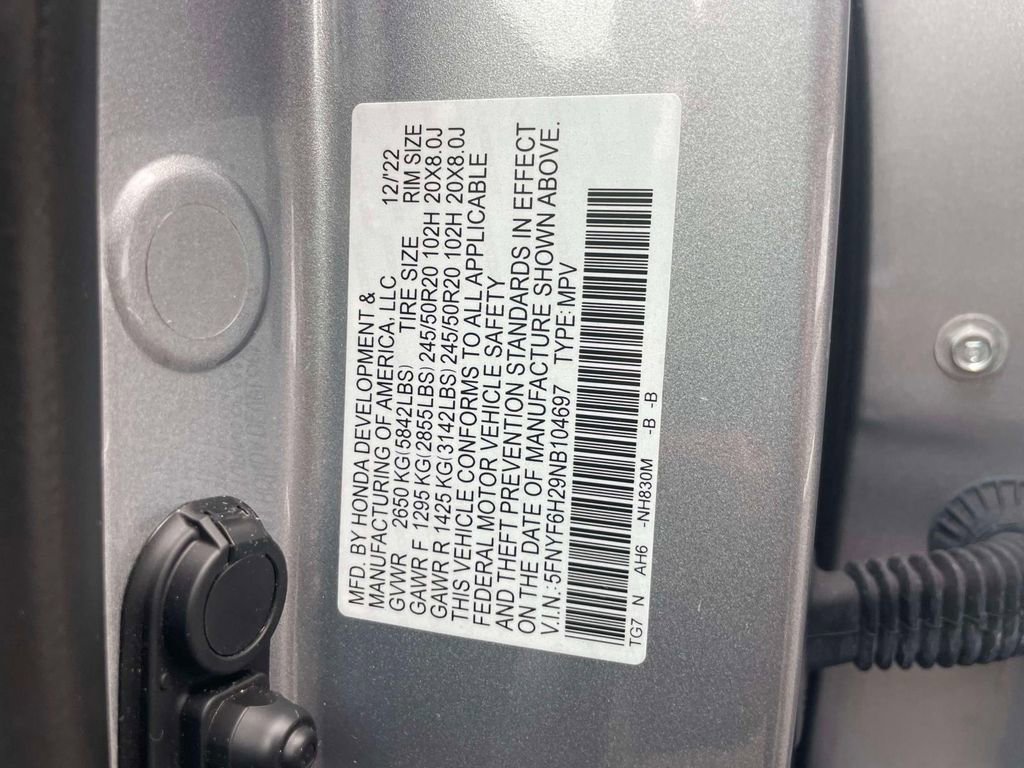 MFD. BY HONDA DEVELOPMENT &
MANUFACTURING OF AMERICA, LLC 12/'22
GVWR 2650 KG(5842LBS) TIRE SIZE RIM SIZE
GAWR F 1295 KG(2855LBS) 245/50R20 102H 20X8.0J
GAWR R 1425 KG(3142LBS) 245/50R20 102H 20X8.0J
THIS VEHICLE CONFORMS TO ALL APPLICABLE
FEDERAL MOTOR VEHICLE SAFETY
AND THEFT PREVENTION STANDARDS IN EFFECT
ON THE DATE OF MANUFACTURE SHOWN ABOVE.
V.I.N.:5FNYF6H29NB104697 TYPE:MPV
TG7 N AH6 -NH830M -B -B